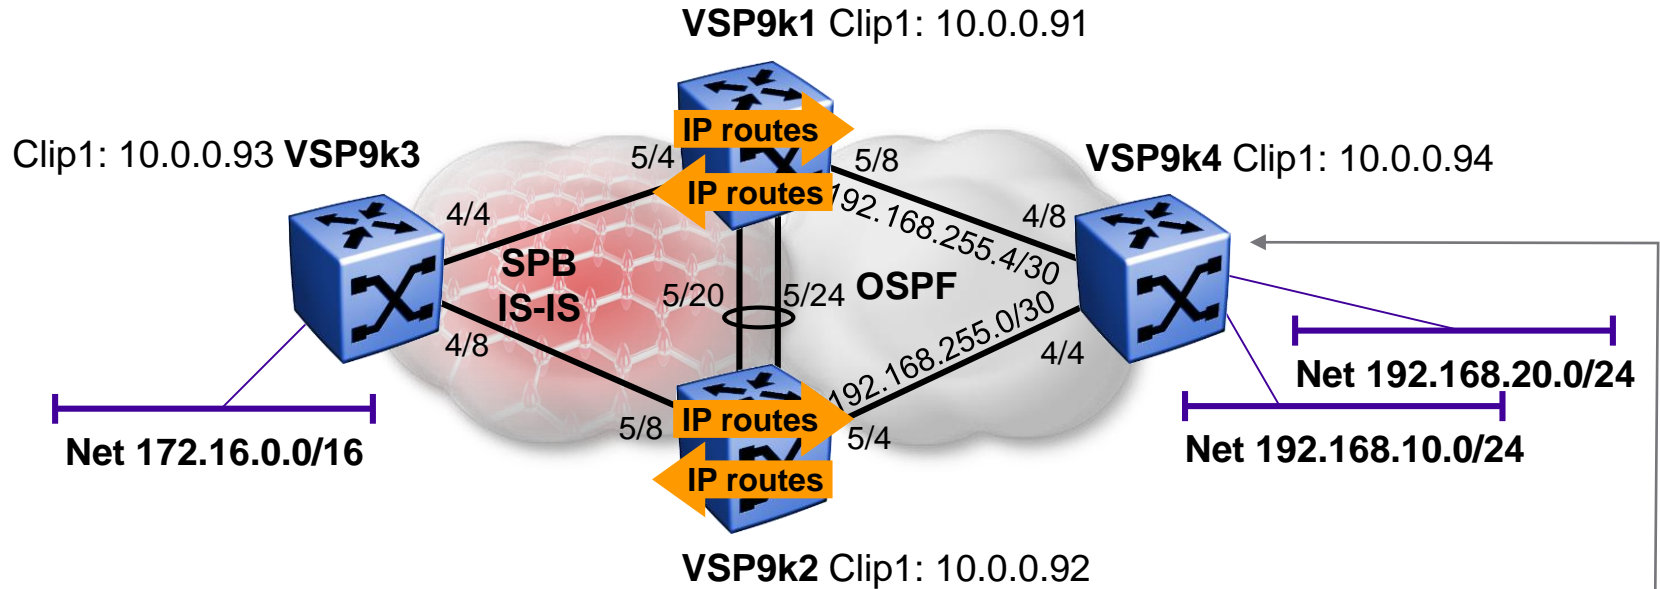 VSP9k1 Clip1: 10.0.0.91
IP routes
Clip1: 10.0.0.93 VSP9k3
5/4
5/8
VSP9k4 Clip1: 10.0.0.94
IP routes
192.168.255.4/30
4/4
4/8
SPB
IS-IS
5/20
5/24
OSPF
4/8
192.168.255.0/30
4/4
Net 192.168.20.0/24
IP routes
5/8
5/4
Net 172.16.0.0/16
Net 192.168.10.0/24
IP routes
VSP9k2 Clip1: 10.0.0.92